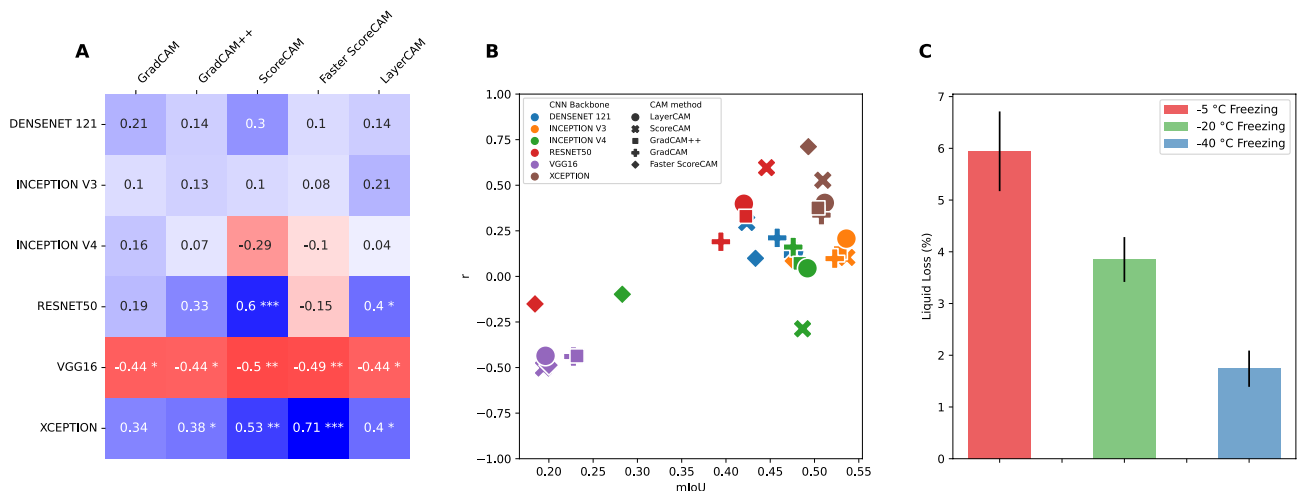 A
GradCAM
GradCAM++
ScoreCAM
Faster ScoreCAM
LayerCAM
DENSENET 121 0.21 0.14 0.3 0.1 0.14
INCEPTION V3 0.1 0.13 0.1 0.08 0.21
INCEPTION V4 0.16 0.07 -0.29 -0.1 0.04
RESNET50 0.19 0.33 0.6 *** -0.15 0.4 *
VGG16 -0.44 * -0.44 * -0.5 ** -0.49 ** -0.44 *
XCEPTION 0.34 0.38 * 0.53 ** 0.71 *** 0.4 *
B
CNN Backbone
DENSENET 121
INCEPTION V3
INCEPTION V4
RESNET50
VGG16
XCEPTION
CAM method
LayerCAM
ScoreCAM
GradCAM++
GradCAM
Faster ScoreCAM
r
1.00
0.75
0.50
0.25
0.00
−0.25
−0.50
−0.75
−1.00
0.20 0.25 0.30 0.35 0.40 0.45 0.50 0.55
mIoU
C
-5 °C Freezing
-20 °C Freezing
-40 °C Freezing
Liquid Loss (%)
7
6
5
4
3
2
1
0